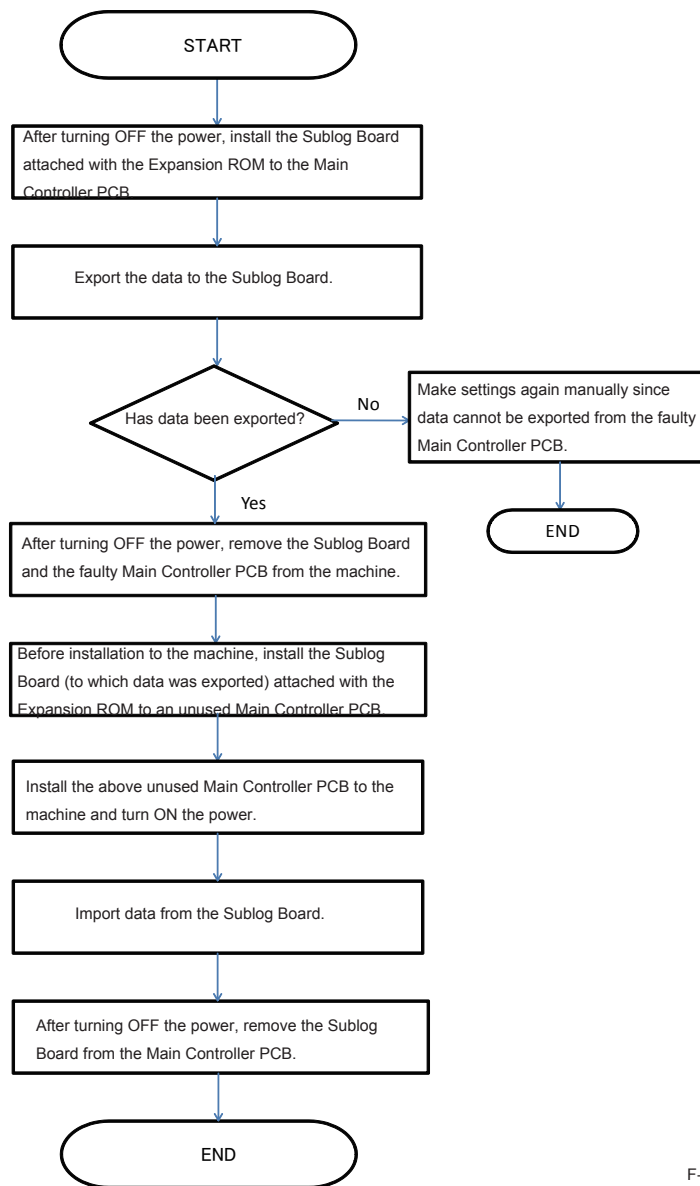 START
After turning OFF the power, install the Sublog Board
attached with the Expansion ROM to the Main
Controller PCB.
Export the data to the Sublog Board.
Has data been exported?
No
Make settings again manually since
data cannot be exported from the faulty
Main Controller PCB.
END
Yes
After turning OFF the power, remove the Sublog Board
and the faulty Main Controller PCB from the machine.
Before installation to the machine, install the Sublog
Board (to which data was exported) attached with the
Expansion ROM to an unused Main Controller PCB.
Install the above unused Main Controller PCB to the
machine and turn ON the power.
Import data from the Sublog Board.
After turning OFF the power, remove the Sublog
Board from the Main Controller PCB.
END
F-